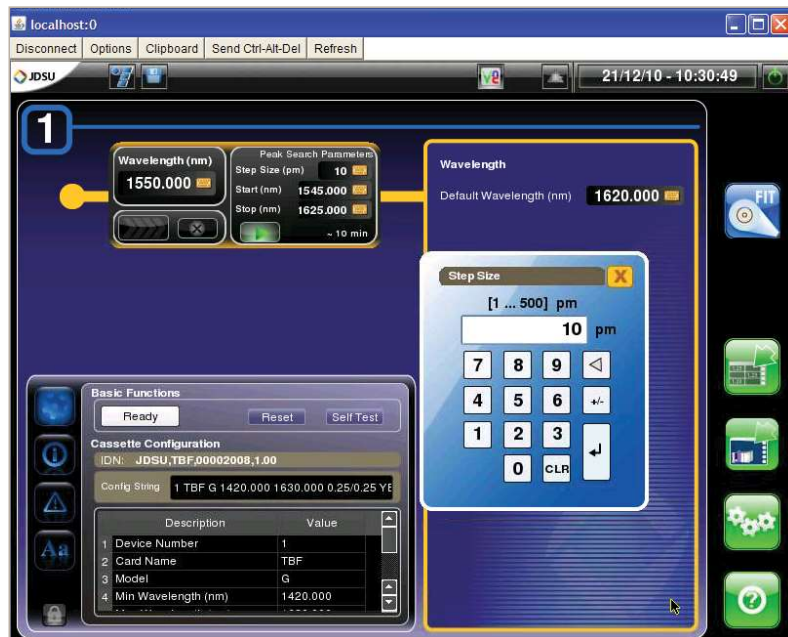 localhost:0
Disconnect Options Clipboard Send Ctrl-Alt-Del Refresh
JDSU
21/12/10 - 10:30:49
1
Wavelength (nm)
1550.000
Peak Search Parameters
Step Size (pm) 10
Start (nm) 1545.000
Stop (nm) 1625.000
~ 10 min
Wavelength
Default Wavelength (nm) 1620.000
FIT
Step Size
X
[1 ... 500] pm
10 pm
7 8 9
4 5 6 +/-
1 2 3
0 CLR
Basic Functions
Ready Reset Self Test
Cassette Configuration
IDN: JDSU,TBF,00002008,1.00
Config String 1 TBF G 1420.000 1630.000 0.25/0.25 YE
Description Value
1 Device Number 1
2 Card Name TBF
3 Model G
4 Min Wavelength (nm) 1420.000
Aa
?